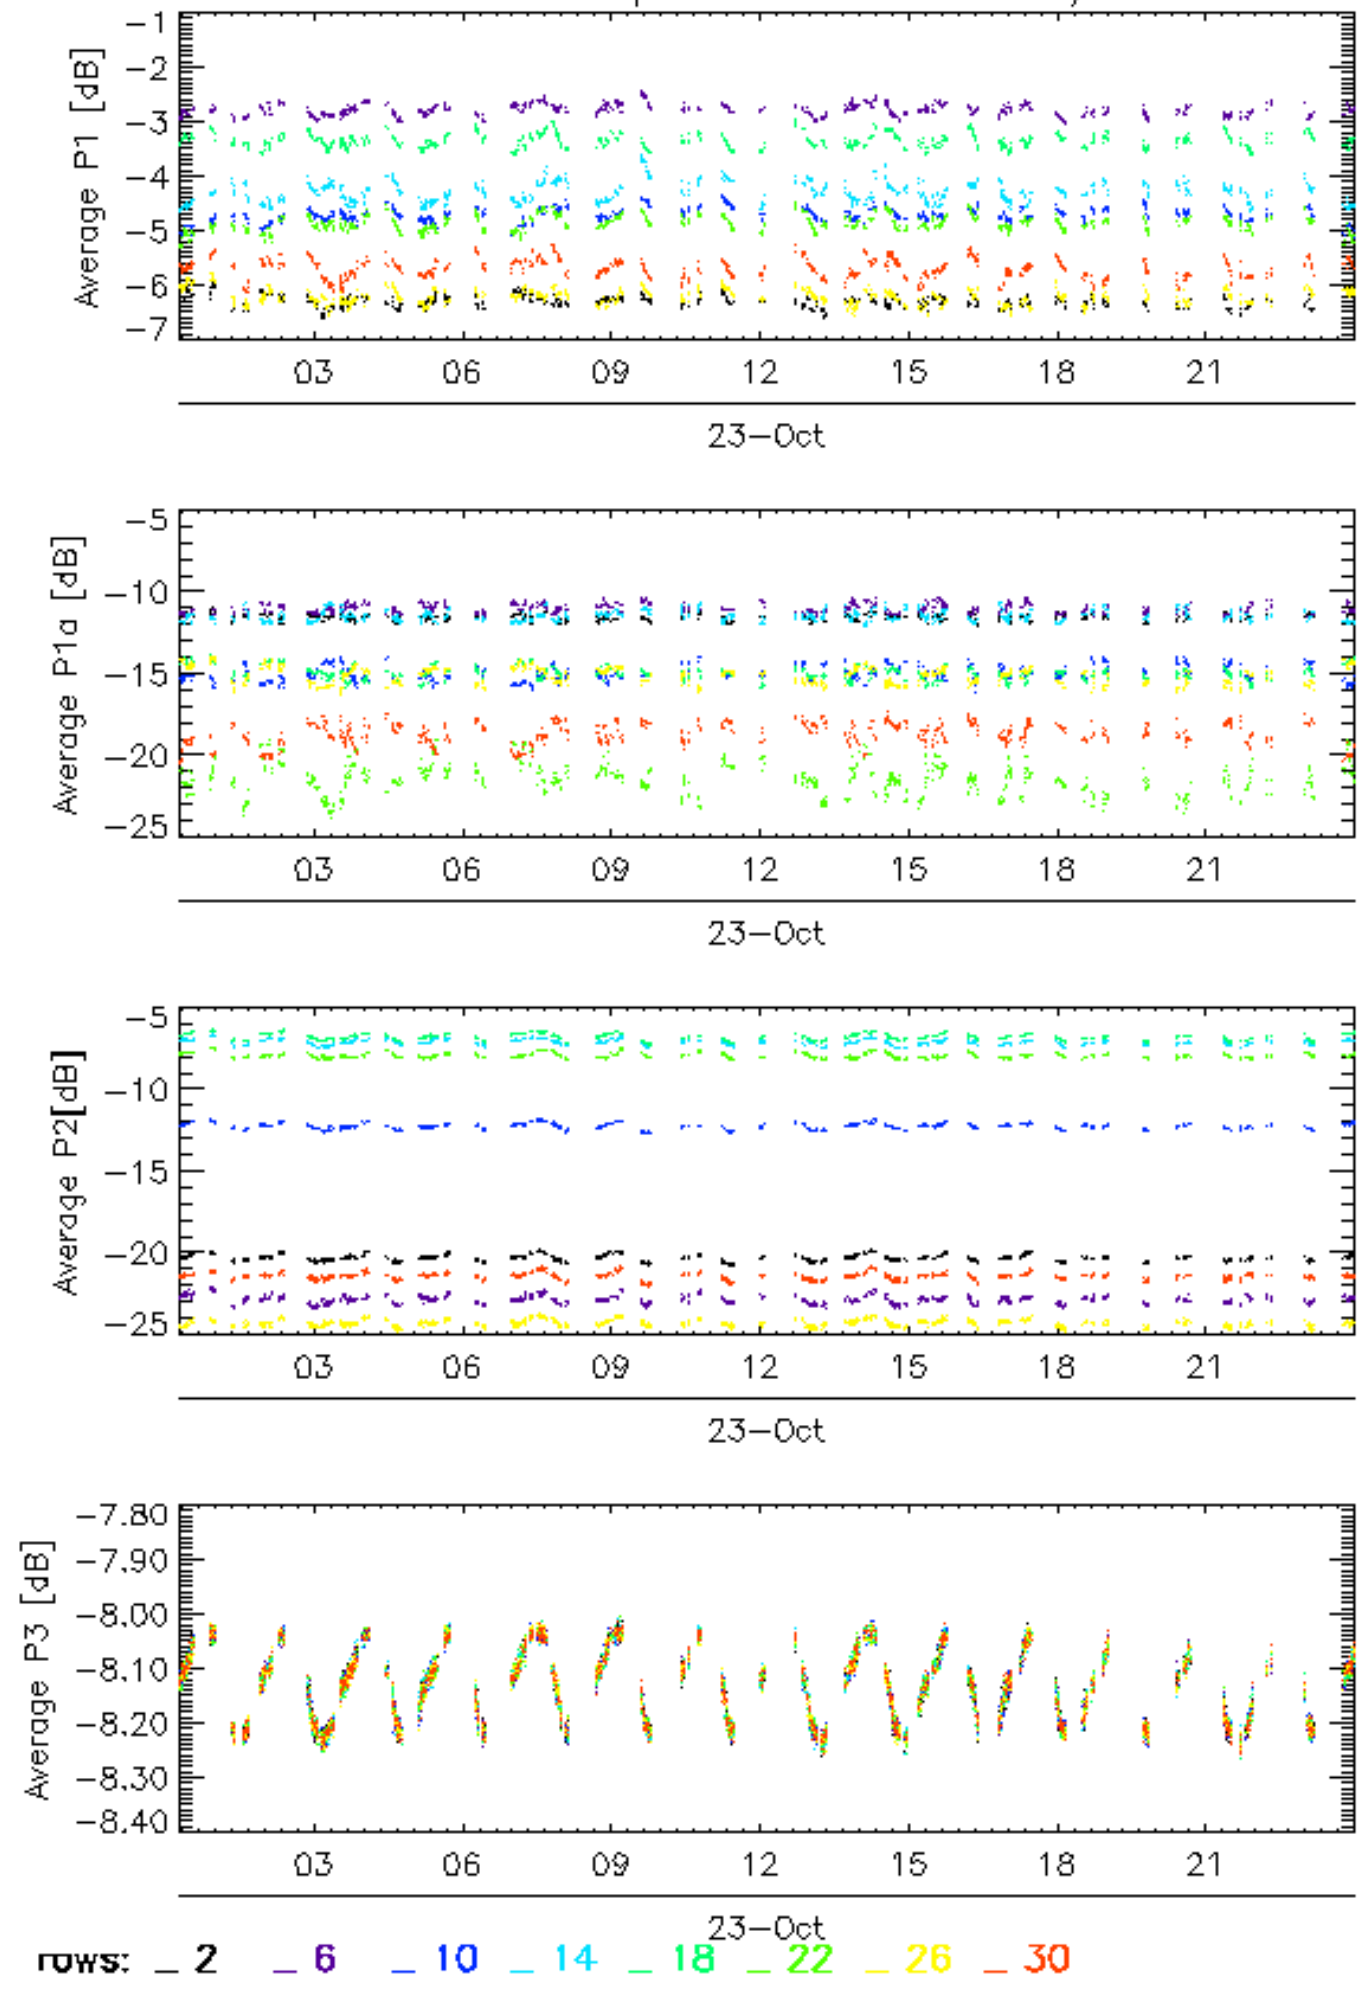 Average P1 [dB]
-1
-2
-3
-4
-5
-6
-7
03 06 09 12 15 18 21
23-Oct
Average P1a [dB]
-5
-10
-15
-20
-25
03 06 09 12 15 18 21
23-Oct
Average P2[dB]
-5
-10
-15
-20
-25
03 06 09 12 15 18 21
23-Oct
Average P3 [dB]
-7.80
-7.90
-8.00
-8.10
-8.20
-8.30
-8.40
03 06 09 12 15 18 21
23-Oct
rows: _ 2 _ 6 _ 10 _ 14 _ 18 _ 22 _ 26 _ 30